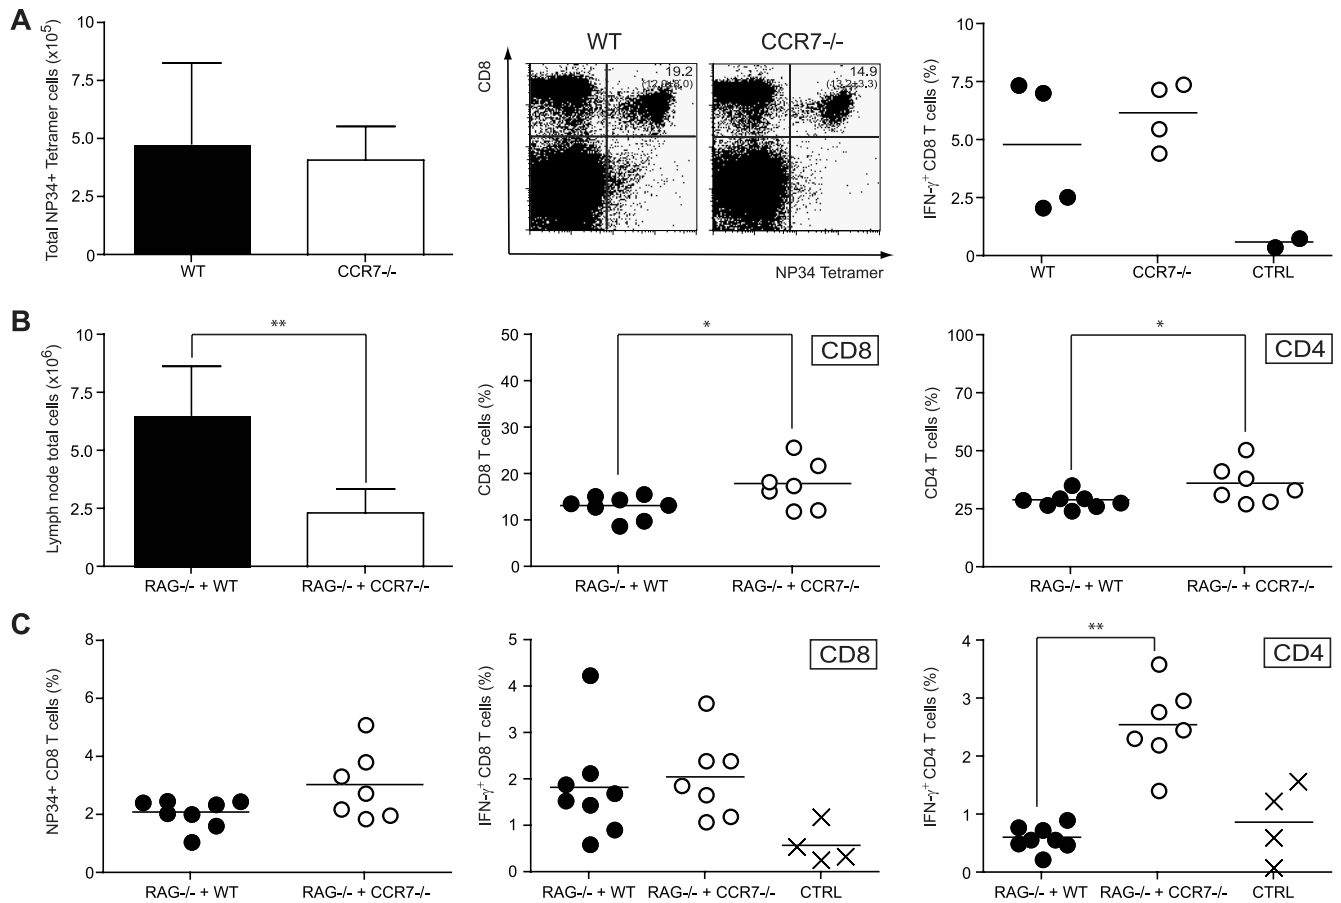 A
Total NP34+ Tetramer cells (x10⁵)
10
7.5
5.0
2.5
0
WT
CCR7-/-
WT
CCR7-/-
CD8
19.2
14.9
(13.2±3.3)
NP34 Tetramer
IFN-γ⁺ CD8 T cells (%)
10
7.5
5.0
2.5
0
WT
CCR7-/-
CTRL
B
Lymph node total cells (x10⁶)
10
7.5
5.0
2.5
0
**
RAG-/- + WT
RAG-/- + CCR7-/-
CD8 T cells (%)
50
40
30
20
10
0
*
CD8
RAG-/- + WT
RAG-/- + CCR7-/-
CD4 T cells (%)
100
70
50
25
0
*
CD4
RAG-/- + WT
RAG-/- + CCR7-/-
C
NP34+ CD8 T cells (%)
8
6
4
2
0
RAG-/- + WT
RAG-/- + CCR7-/-
IFN-γ⁺ CD8 T cells (%)
5
4
3
2
1
0
CD8
RAG-/- + WT
RAG-/- + CCR7-/-
CTRL
IFN-γ⁺ CD4 T cells (%)
4
3
2
1
0
**
CD4
RAG-/- + WT
RAG-/- + CCR7-/-
CTRL